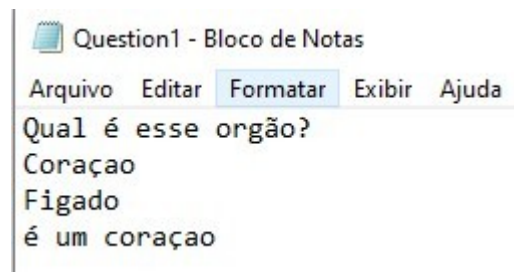 Question1 - Bloco de Notas
Arquivo Editar Formatar Exibir Ajuda
Qual é esse orgão?
Coraçao
Figado
é um coraçao